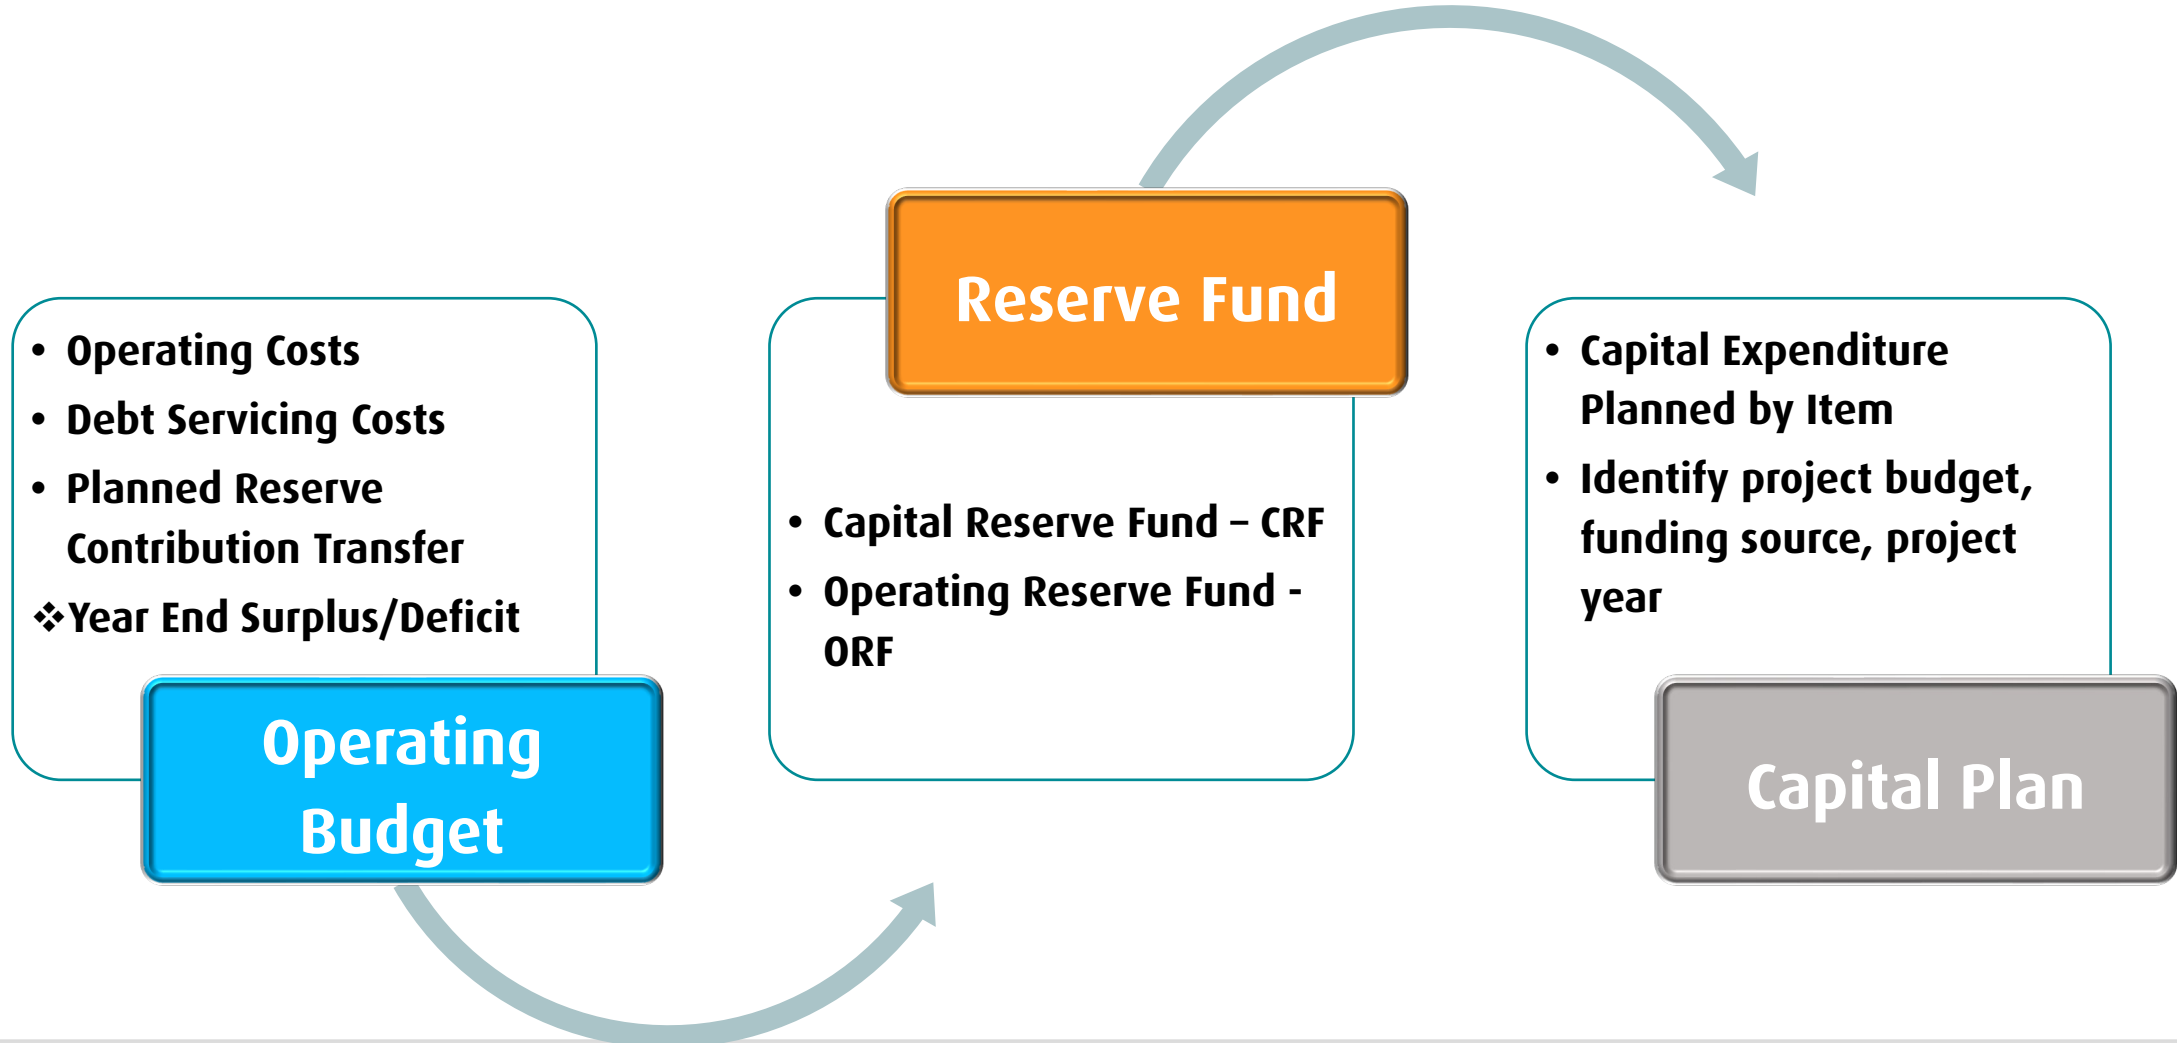 • Operating Costs
• Debt Servicing Costs
• Planned Reserve
Contribution Transfer
❖Year End Surplus/Deficit
Operating
Budget
Reserve Fund
• Capital Reserve Fund – CRF
• Operating Reserve Fund -
ORF
• Capital Expenditure
Planned by Item
• Identify project budget,
funding source, project
year
Capital Plan